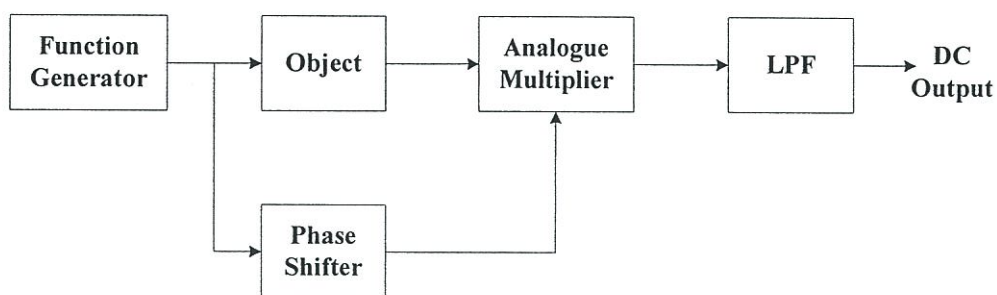 Function
Generator
Object
Analogue
Multiplier
LPF
DC
Output
Phase
Shifter